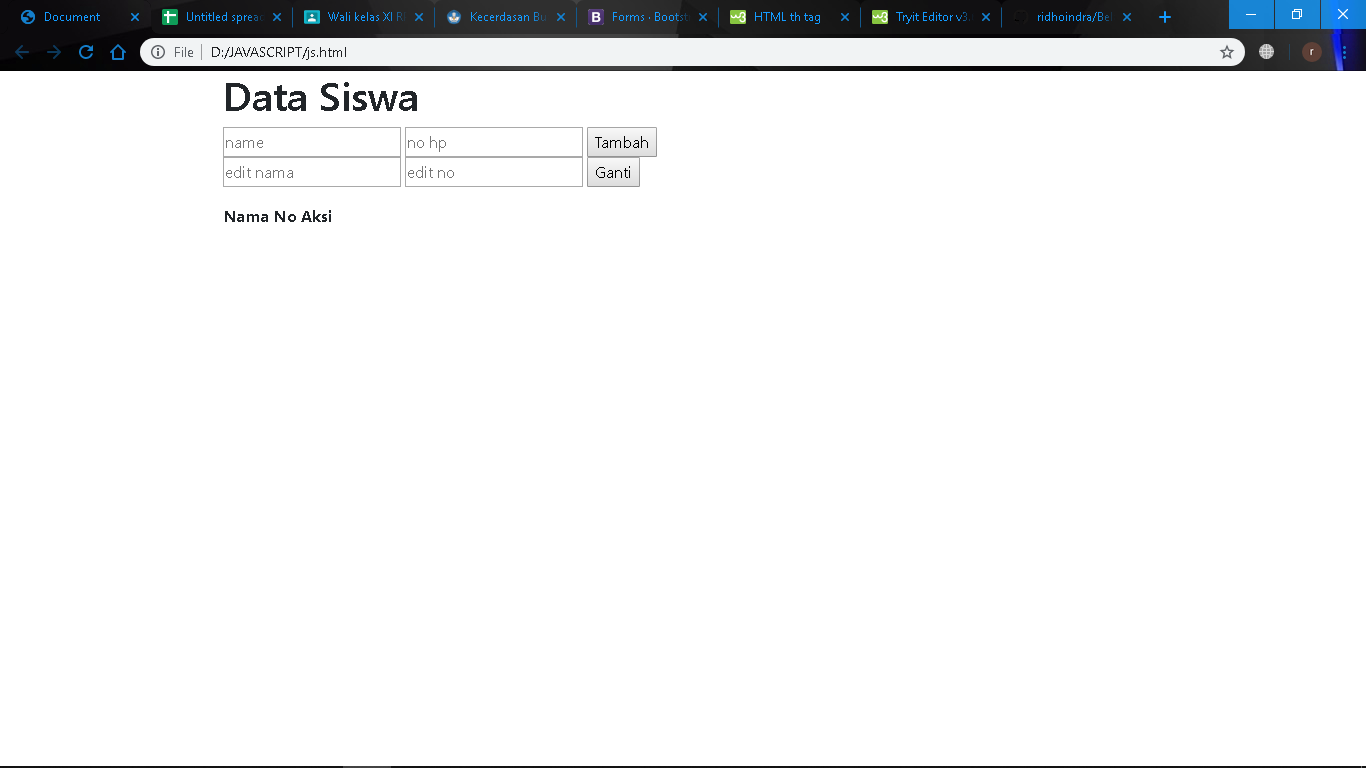 Document
Untitled sprea
Wali kelas XI R
Kecerdasan Bu
Forms · Bootst
HTML th tag
Tryit Editor v3.
ridhoindra/Bel
File
D:/JAVASCRIPT/js.html
r
Data Siswa
name no hp Tambah
edit nama edit no Ganti
Nama No Aksi